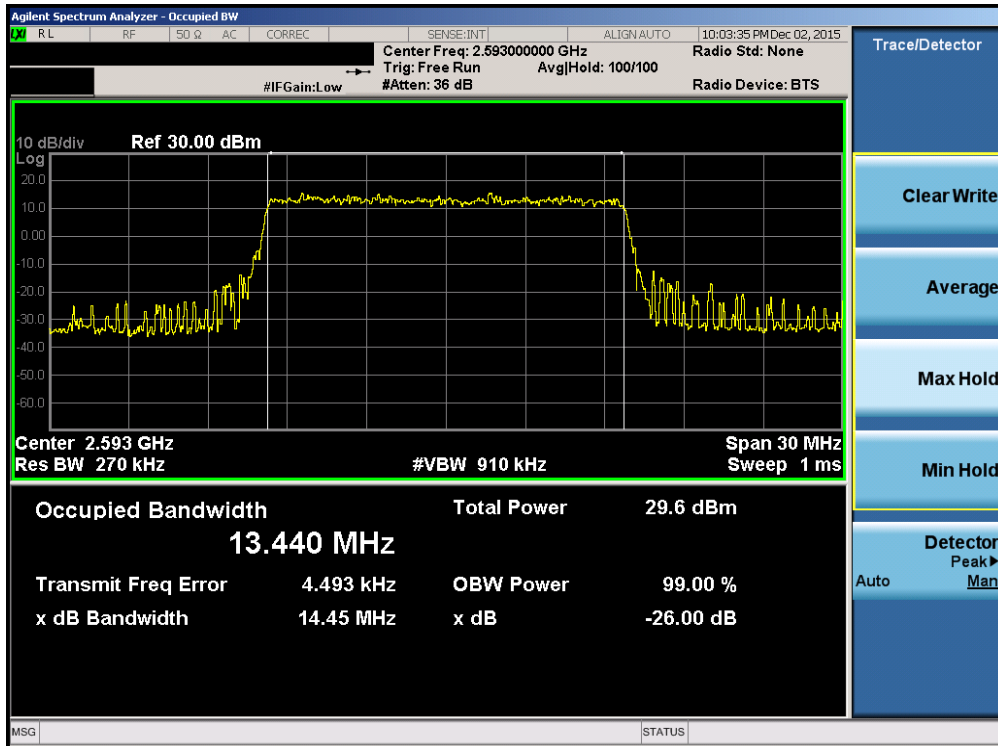 Agilent Spectrum Analyzer - Occupied BW
LXI RL RF 50 Ω AC CORREC SENSE:INT ALIGN AUTO 10:03:35 PM Dec 02, 2015
Center Freq: 2.593000000 GHz Radio Std: None
Trig: Free Run Avg|Hold: 100/100
#IFGain:Low #Atten: 36 dB Radio Device: BTS
10 dB/div Ref 30.00 dBm
Log
20.0
10.0
0.00
-10.0
-20.0
-30.0
-40.0
-50.0
-60.0
Center 2.593 GHz Span 30 MHz
Res BW 270 kHz #VBW 910 kHz Sweep 1 ms
Occupied Bandwidth Total Power 29.6 dBm
13.440 MHz
Transmit Freq Error 4.493 kHz OBW Power 99.00 %
x dB Bandwidth 14.45 MHz x dB -26.00 dB
MSG STATUS
Trace/Detector
Clear Write
Average
Max Hold
Min Hold
Detector
Peak▶
Auto Man